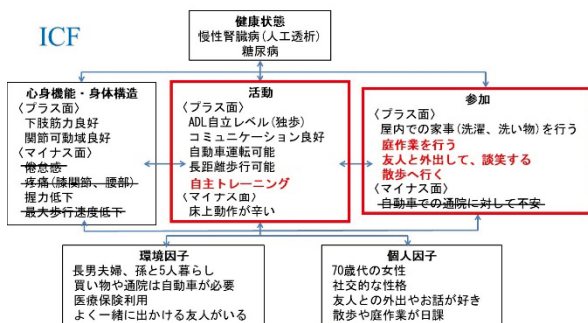 ICF
健康状態
慢性腎臓病(人工透析)
糖尿病
心身機能・身体構造
〈プラス面〉
下肢筋力良好
関節可動域良好
〈マイナス面〉
倦怠感
疼痛(膝関節、腰部)
握力低下
最大歩行速度低下
活動
〈プラス面〉
ADL自立レベル(独歩)
コミュニケーション良好
自動車運転可能
長距離歩行可能
自主トレーニング
〈マイナス面〉
床上動作が辛い
参加
〈プラス面〉
屋内での家事(洗濯、洗い物)を行う
庭作業を行う
友人と外出して、談笑する
散歩へ行く
〈マイナス面〉
自動車での通院に対して不安
環境因子
長男夫婦、孫と5人暮らし
買い物や通院は自動車が必要
医療保険利用
よく一緒に出かける友人がいる
個人因子
70歳代の女性
社交的な性格
友人との外出やお話が好き
散歩や庭作業が日課